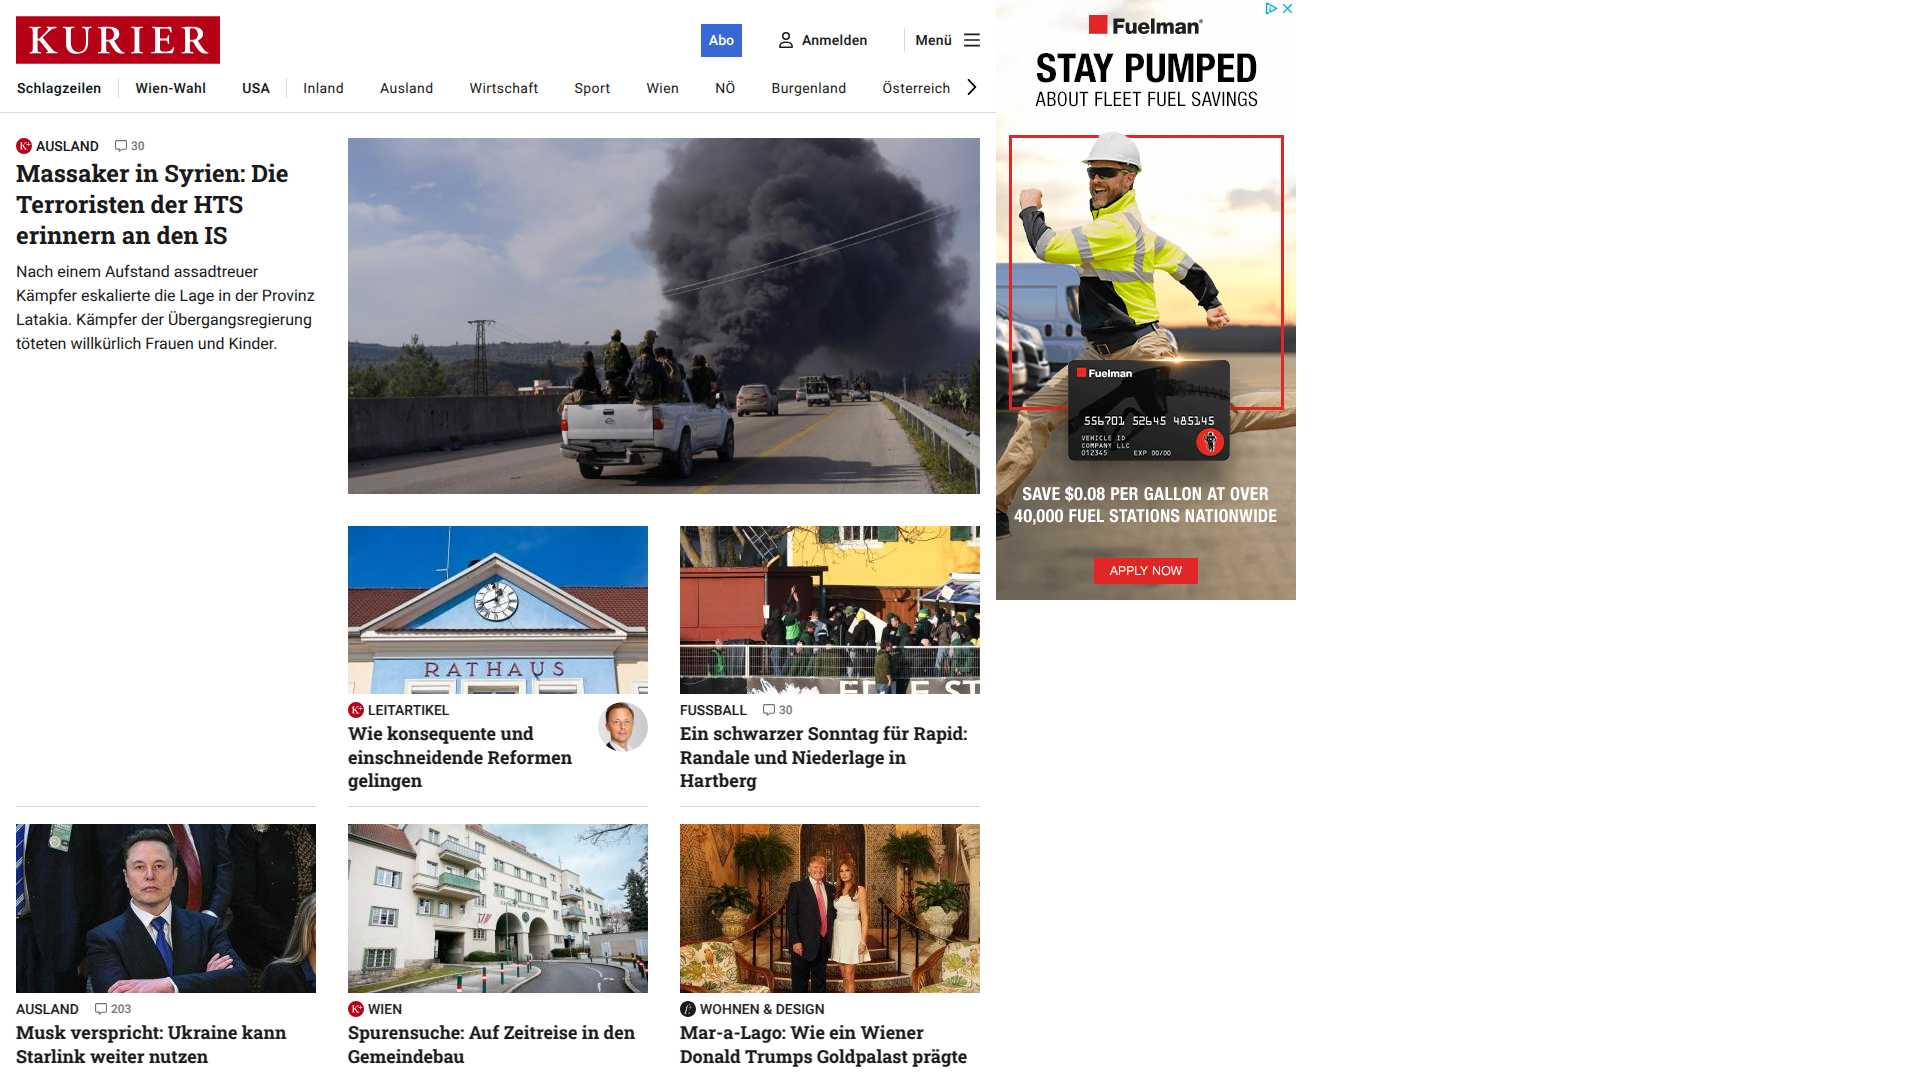 KURIER
Abo
Anmelden
Menü
Schlagzeilen
Wien-Wahl
USA
Inland
Ausland
Wirtschaft
Sport
Wien
NÖ
Burgenland
Österreich
K+ AUSLAND 30
Massaker in Syrien: Die
Terroristen der HTS
erinnern an den IS
Nach einem Aufstand assadtreuer
Kämpfer eskalierte die Lage in der Provinz
Latakia. Kämpfer der Übergangsregierung
töteten willkürlich Frauen und Kinder.
RATHAUS
K+ LEITARTIKEL
Wie konsequente und
einschneidende Reformen
gelingen
FUSSBALL 30
Ein schwarzer Sonntag für Rapid:
Randale und Niederlage in
Hartberg
AUSLAND 203
Musk verspricht: Ukraine kann
Starlink weiter nutzen
K+ WIEN
Spurensuche: Auf Zeitreise in den
Gemeindebau
WOHNEN & DESIGN
Mar-a-Lago: Wie ein Wiener
Donald Trumps Goldpalast prägte
Fuelman
STAY PUMPED
ABOUT FLEET FUEL SAVINGS
Fuelman
556701 52645 485145
VEHICLE ID
COMPANY LLC
012345 EXP 00/00
SAVE $0.08 PER GALLON AT OVER
40,000 FUEL STATIONS NATIONWIDE
APPLY NOW